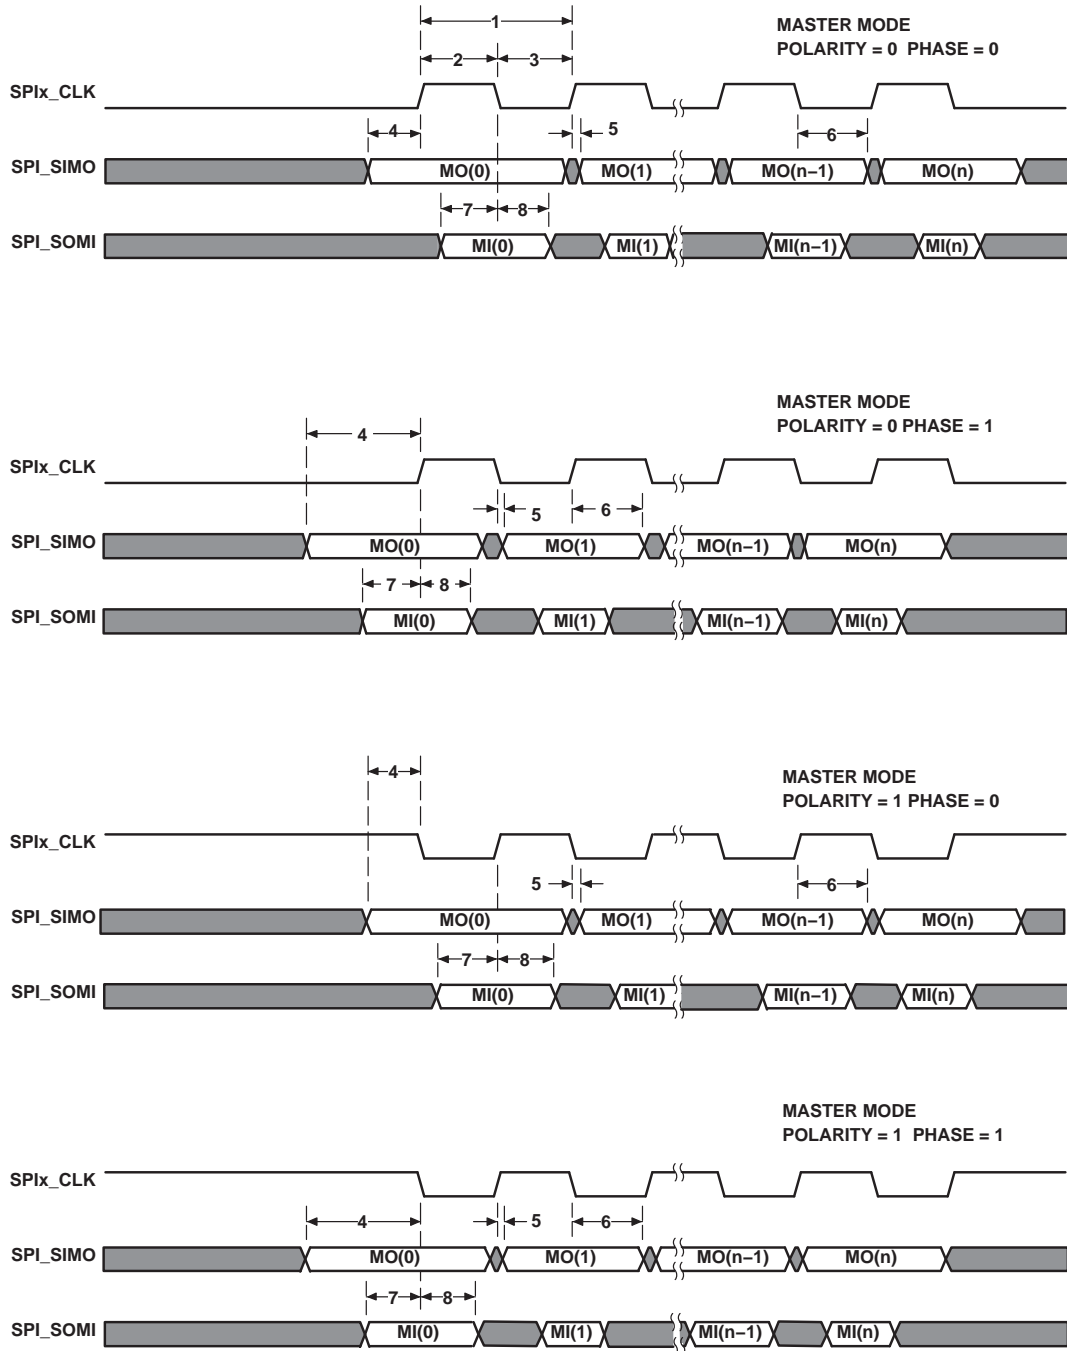 1
MASTER MODE
POLARITY = 0 PHASE = 0
2 3
SPIx_CLK
4 5 6
SPI_SIMO MO(0) MO(1) MO(n−1) MO(n)
7 8
SPI_SOMI MI(0) MI(1) MI(n−1) MI(n)
MASTER MODE
POLARITY = 0 PHASE = 1
4
SPIx_CLK
5 6
SPI_SIMO MO(0) MO(1) MO(n−1) MO(n)
7 8
SPI_SOMI MI(0) MI(1) MI(n−1) MI(n)
4
MASTER MODE
POLARITY = 1 PHASE = 0
SPIx_CLK
5 6
SPI_SIMO MO(0) MO(1) MO(n−1) MO(n)
7 8
SPI_SOMI MI(0) MI(1) MI(n−1) MI(n)
MASTER MODE
POLARITY = 1 PHASE = 1
SPIx_CLK
4 5 6
SPI_SIMO MO(0) MO(1) MO(n−1) MO(n)
7 8
SPI_SOMI MI(0) MI(1) MI(n−1) MI(n)